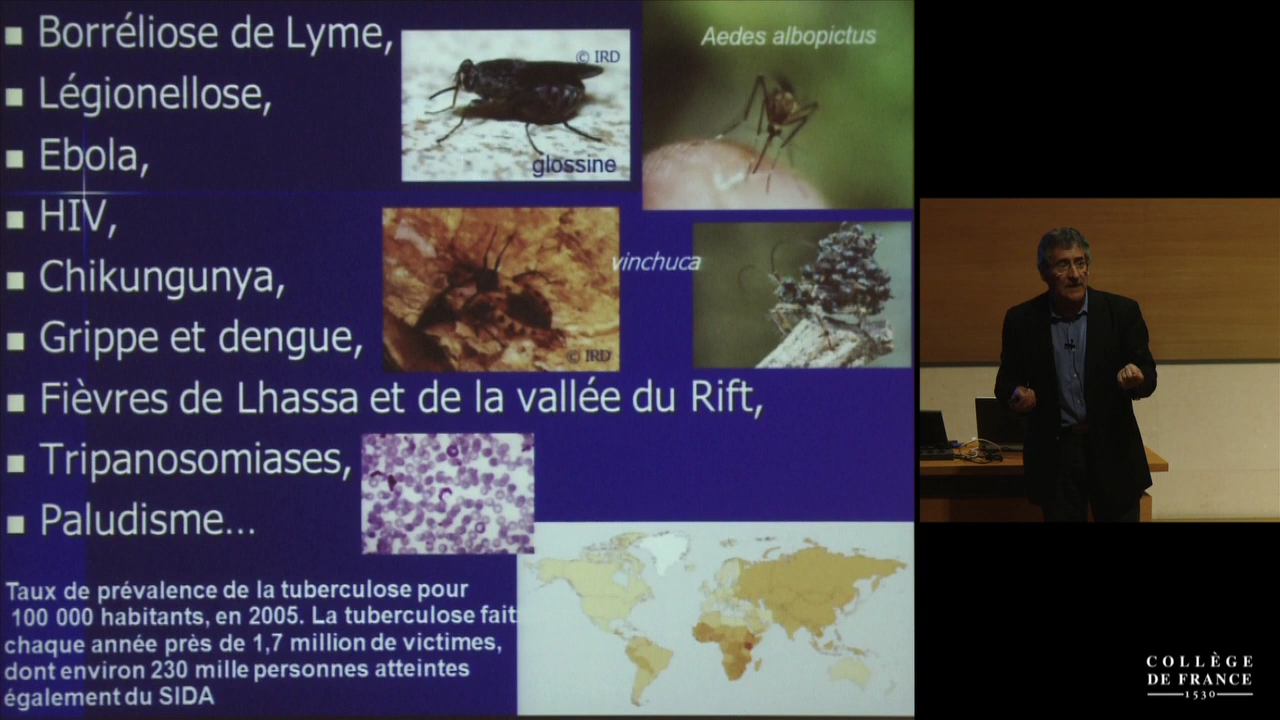 Borréliose de Lyme,
Légionellose,
Ebola,
HIV,
Chikungunya,
Grippe et dengue,
Fièvres de Lhassa et de la vallée du Rift,
Tripanosomiases,
Paludisme...
© IRD
glossine
Aedes albopictus
vinchuca
© IRD
Taux de prévalence de la tuberculose pour
100 000 habitants, en 2005. La tuberculose fait
chaque année près de 1,7 million de victimes,
dont environ 230 mille personnes atteintes
également du SIDA
COLLÈGE
DE FRANCE
1530